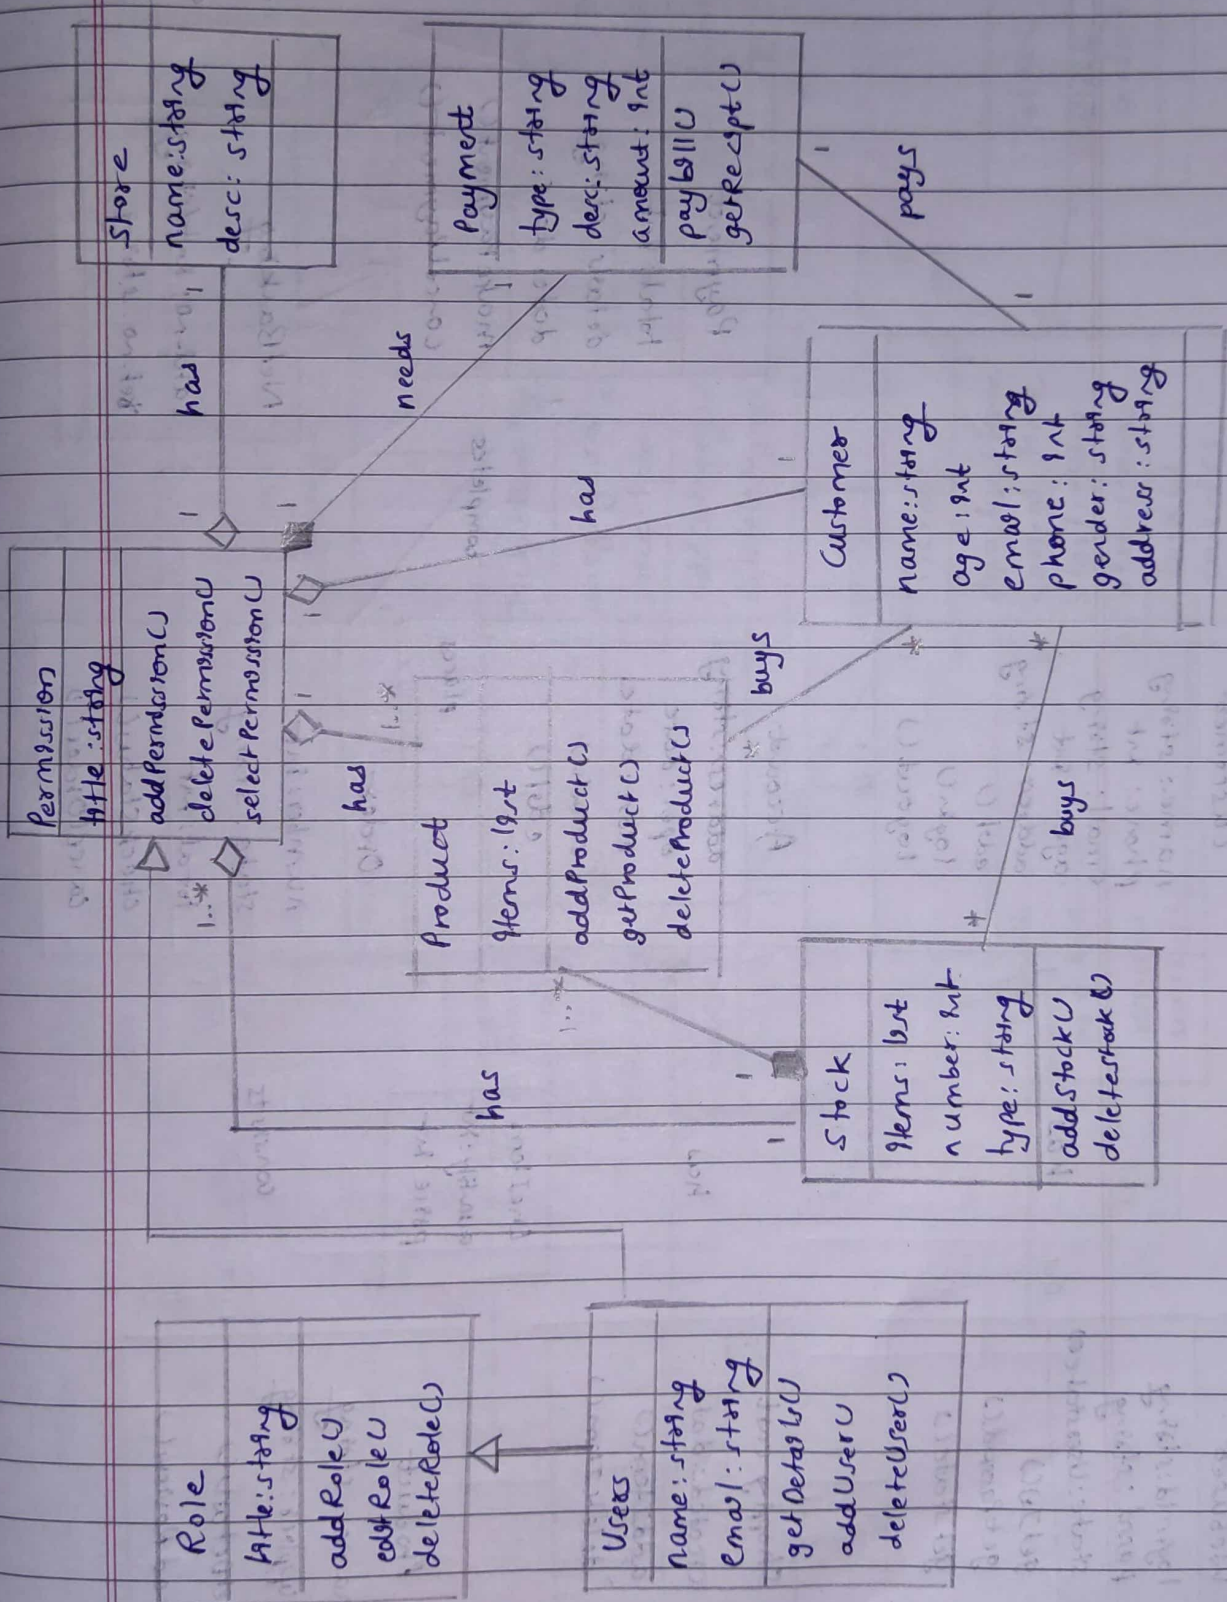 Role
title:string
addRole()
editRole()
deleteRole()
Users
name:string
email:string
getDetails()
addUser()
deleteUser()
Permission
title:string
addPermission()
deletePermission()
selectPermission()
1..*
1
1
1
1
has
Store
name:string
desc: string
1
has
needs
Payment
type:string
desc:string
amount: int
paybill()
getRecipt()
1
1
pays
1
has
1
Customer
name:string
age:int
email:string
phone: int
gender:string
address:string
*
*
buys
*
buys
*
has
1..*
Product
items:list
addProduct()
getProduct()
deleteProduct()
1..*
1
1
Stock
items: list
number:int
type: string
addStock()
deletestock()